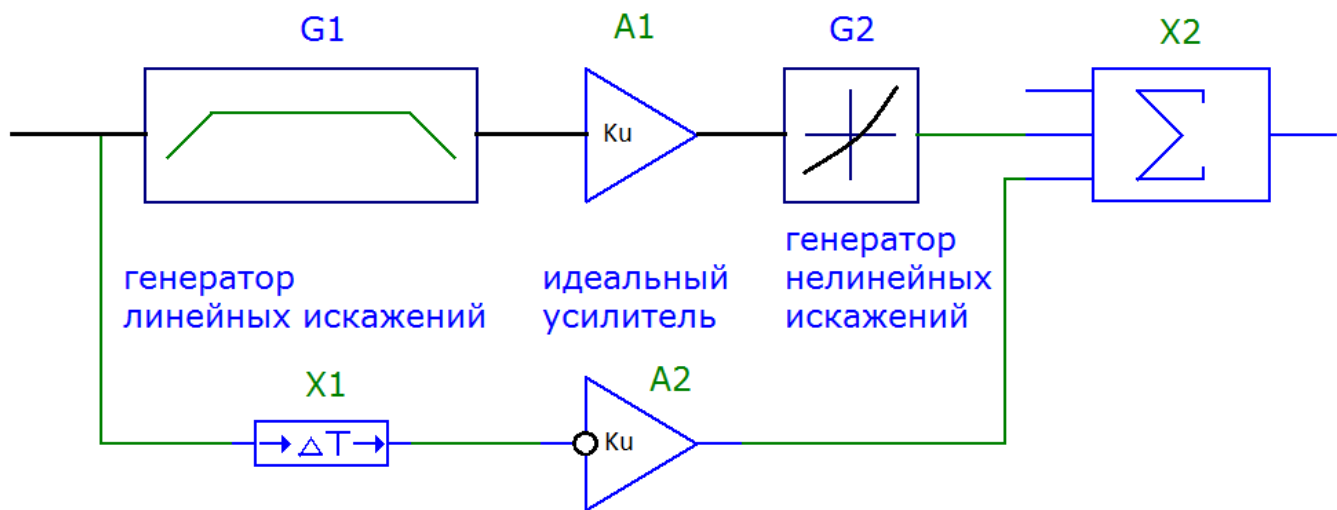 G1
A1
G2
X2
Ku
генератор
линейных искажений
идеальный
усилитель
генератор
нелинейных
искажений
X1
A2
ΔT
Ku